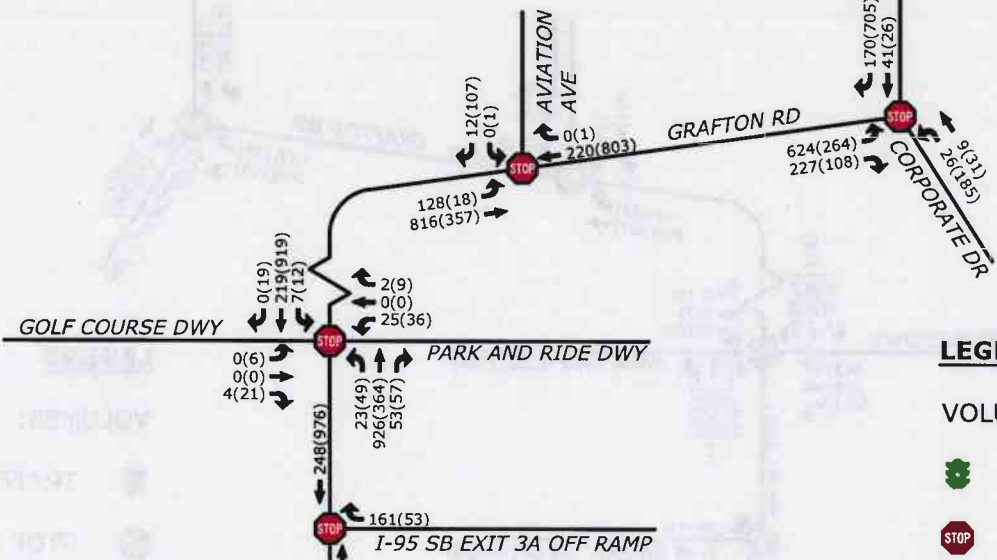 170(705)
41(26)
AVIATION
AVE
12(107)
0(1)
0(1)
220(803)
GRAFTON RD
STOP
STOP
128(18)
816(357)
624(264)
227(108)
9(31)
26(185)
CORPORATE DR
0(19)
219(919)
7(12)
2(9)
0(0)
25(36)
GOLF COURSE DWY
STOP
PARK AND RIDE DWY
0(6)
0(0)
4(21)
23(49)
926(364)
53(57)
248(976)
STOP
161(53)
I-95 SB EXIT 3A OFF RAMP
STOP